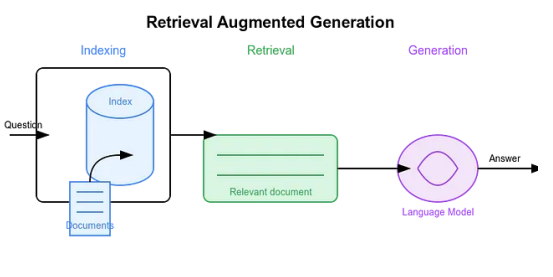 Retrieval Augmented Generation
Indexing
Retrieval
Generation
Question
Index
Documents
Relevant document
Language Model
Answer